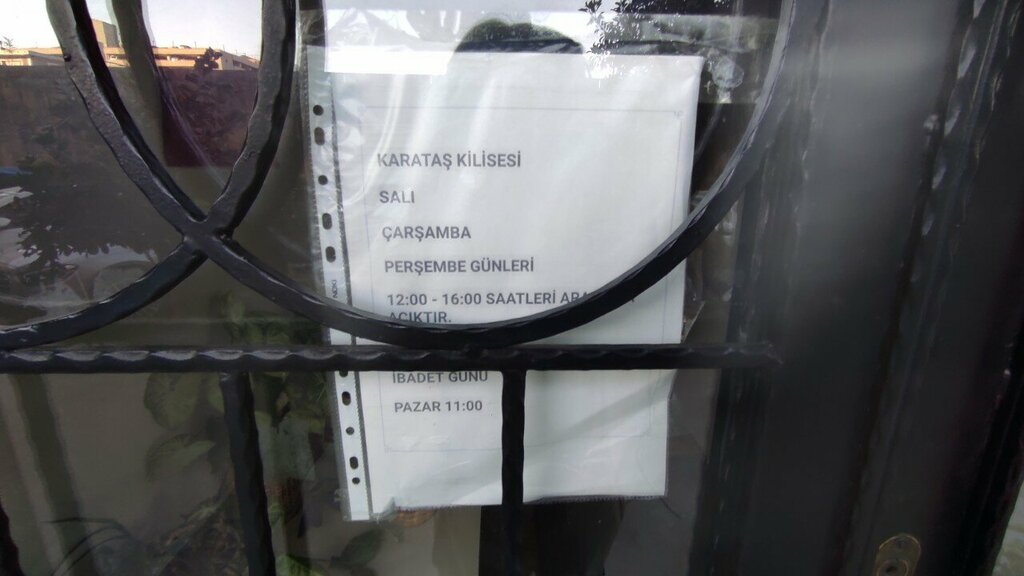 KARATAŞ KİLİSESİ
SALI
ÇARŞAMBA
PERŞEMBE GÜNLERİ
12:00 - 16:00 SAATLERİ
AÇIKTIR.
İBADET GÜNÜ
PAZAR 11:00